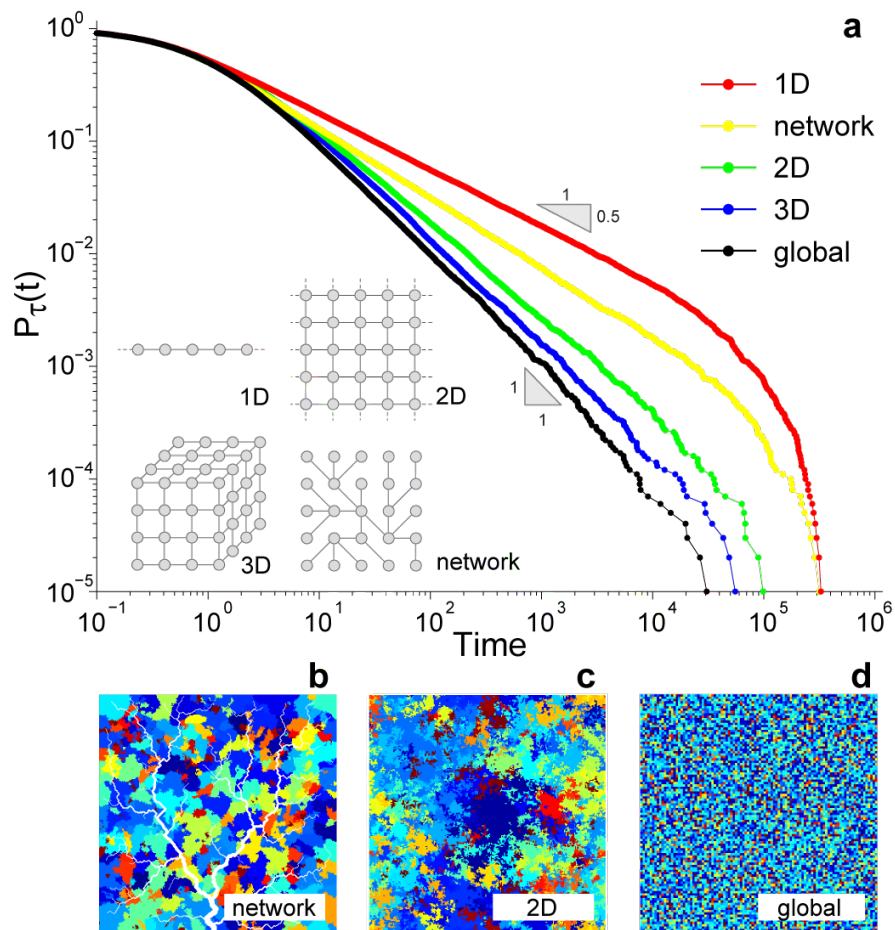 a
10^0
10^-1
10^-2
10^-3
10^-4
10^-5
P_τ(t)
1D
network
2D
3D
global
1
0.5
1
1
1D
2D
3D
network
10^-1
10^0
10^1
10^2
10^3
10^4
10^5
10^6
Time
b
c
d
network
2D
global